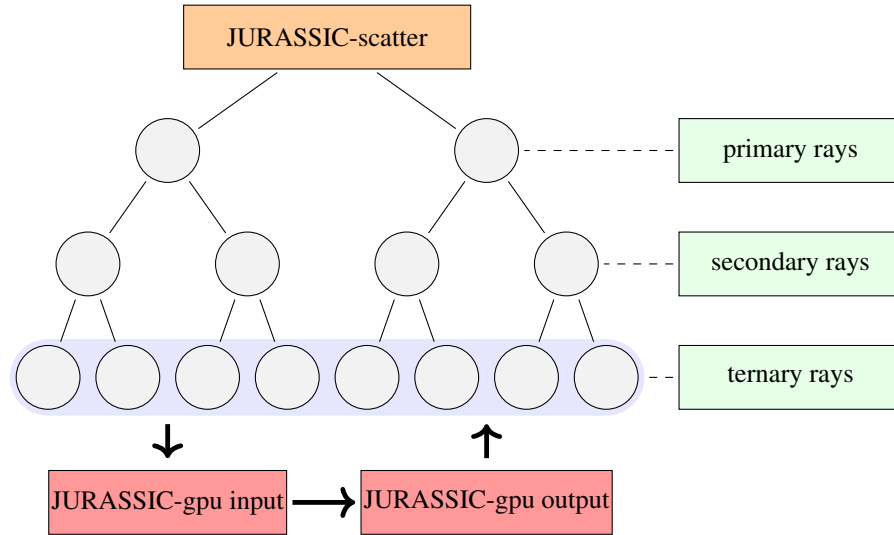 JURASSIC-scatter
primary rays
secondary rays
ternary rays
JURASSIC-gpu input
JURASSIC-gpu output